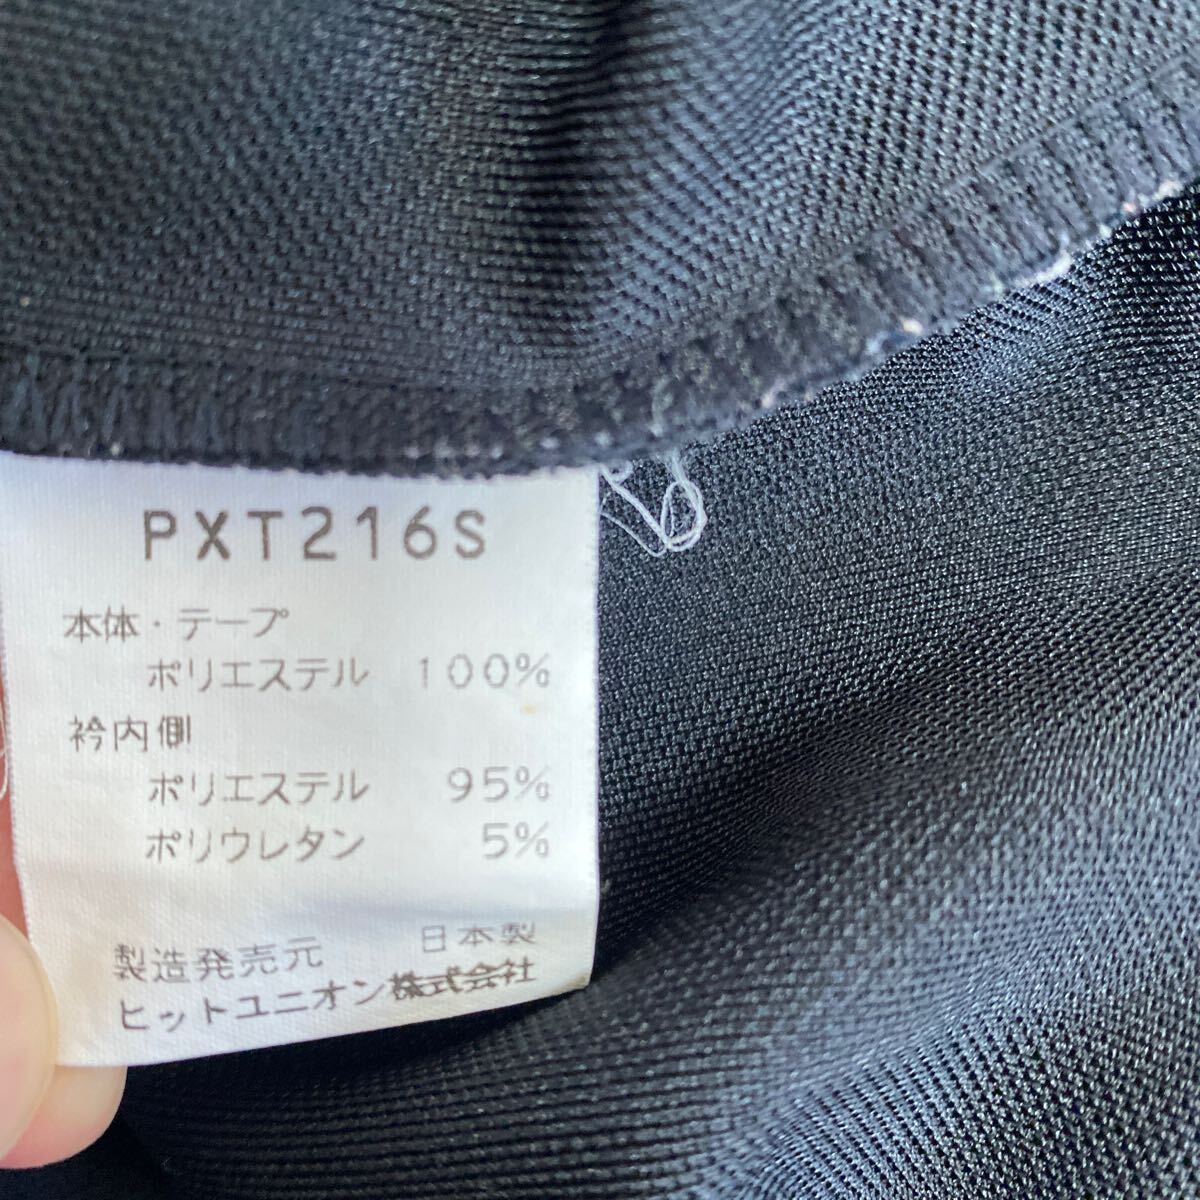 PXT216S
本体・テープ
ポリエステル 100%
衿内側
ポリエステル 95%
ポリウレタン 5%
日本製
製造発売元
ヒットユニオン株式会社